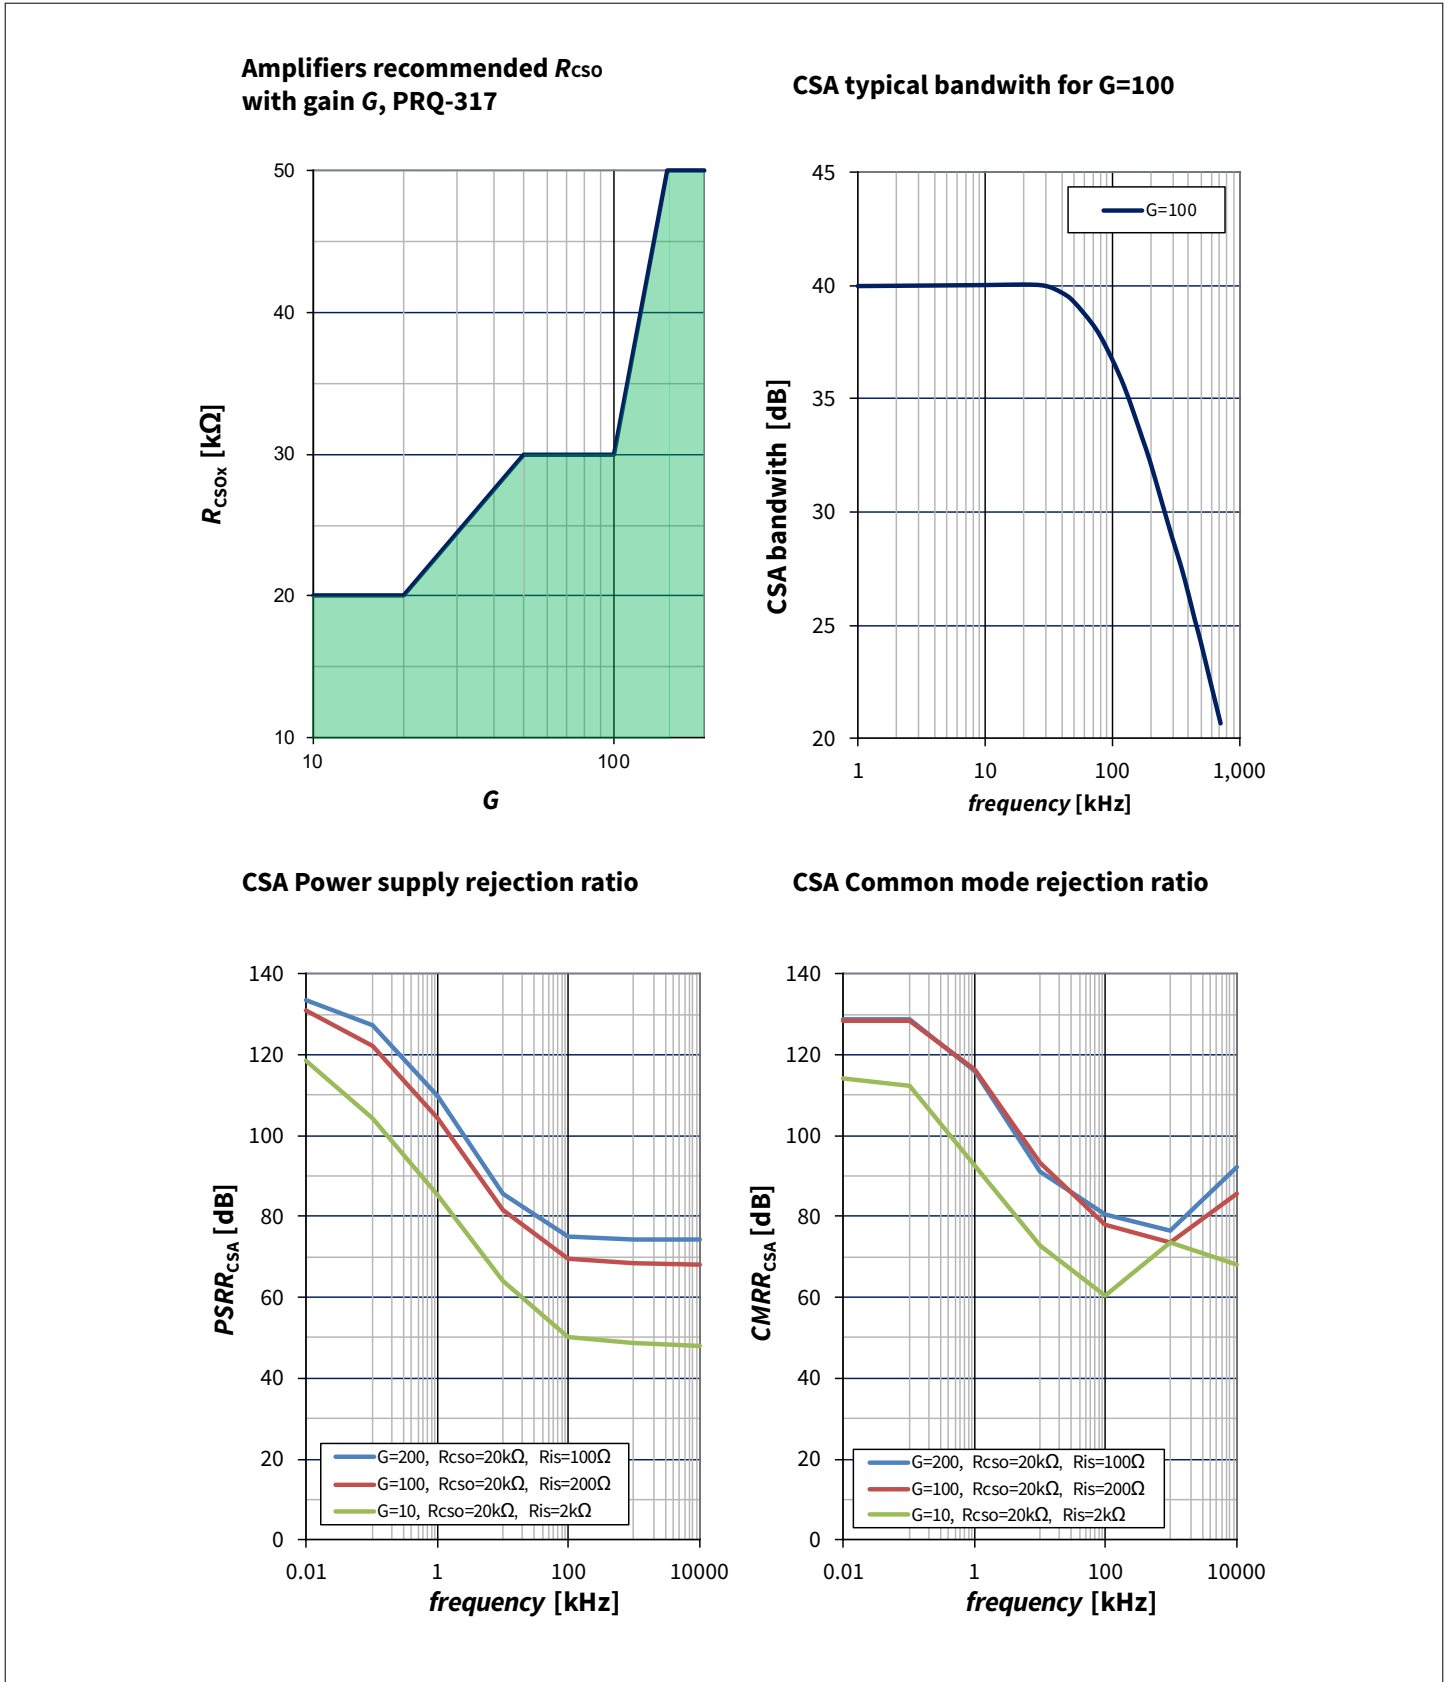 Amplifiers recommended RCSO
with gain G, PRQ-317
50
40
30
20
10
10
100
RCSOx [kΩ]
G
CSA typical bandwith for G=100
45
40
35
30
25
20
1
10
100
1,000
G=100
CSA bandwith [dB]
frequency [kHz]
CSA Power supply rejection ratio
140
120
100
80
60
40
20
0
0.01
1
100
10000
PSRRCSA [dB]
G=200, Rcso=20kΩ, Ris=100Ω
G=100, Rcso=20kΩ, Ris=200Ω
G=10, Rcso=20kΩ, Ris=2kΩ
frequency [kHz]
CSA Common mode rejection ratio
140
120
100
80
60
40
20
0
0.01
1
100
10000
CMRRCSA [dB]
G=200, Rcso=20kΩ, Ris=100Ω
G=100, Rcso=20kΩ, Ris=200Ω
G=10, Rcso=20kΩ, Ris=2kΩ
frequency [kHz]